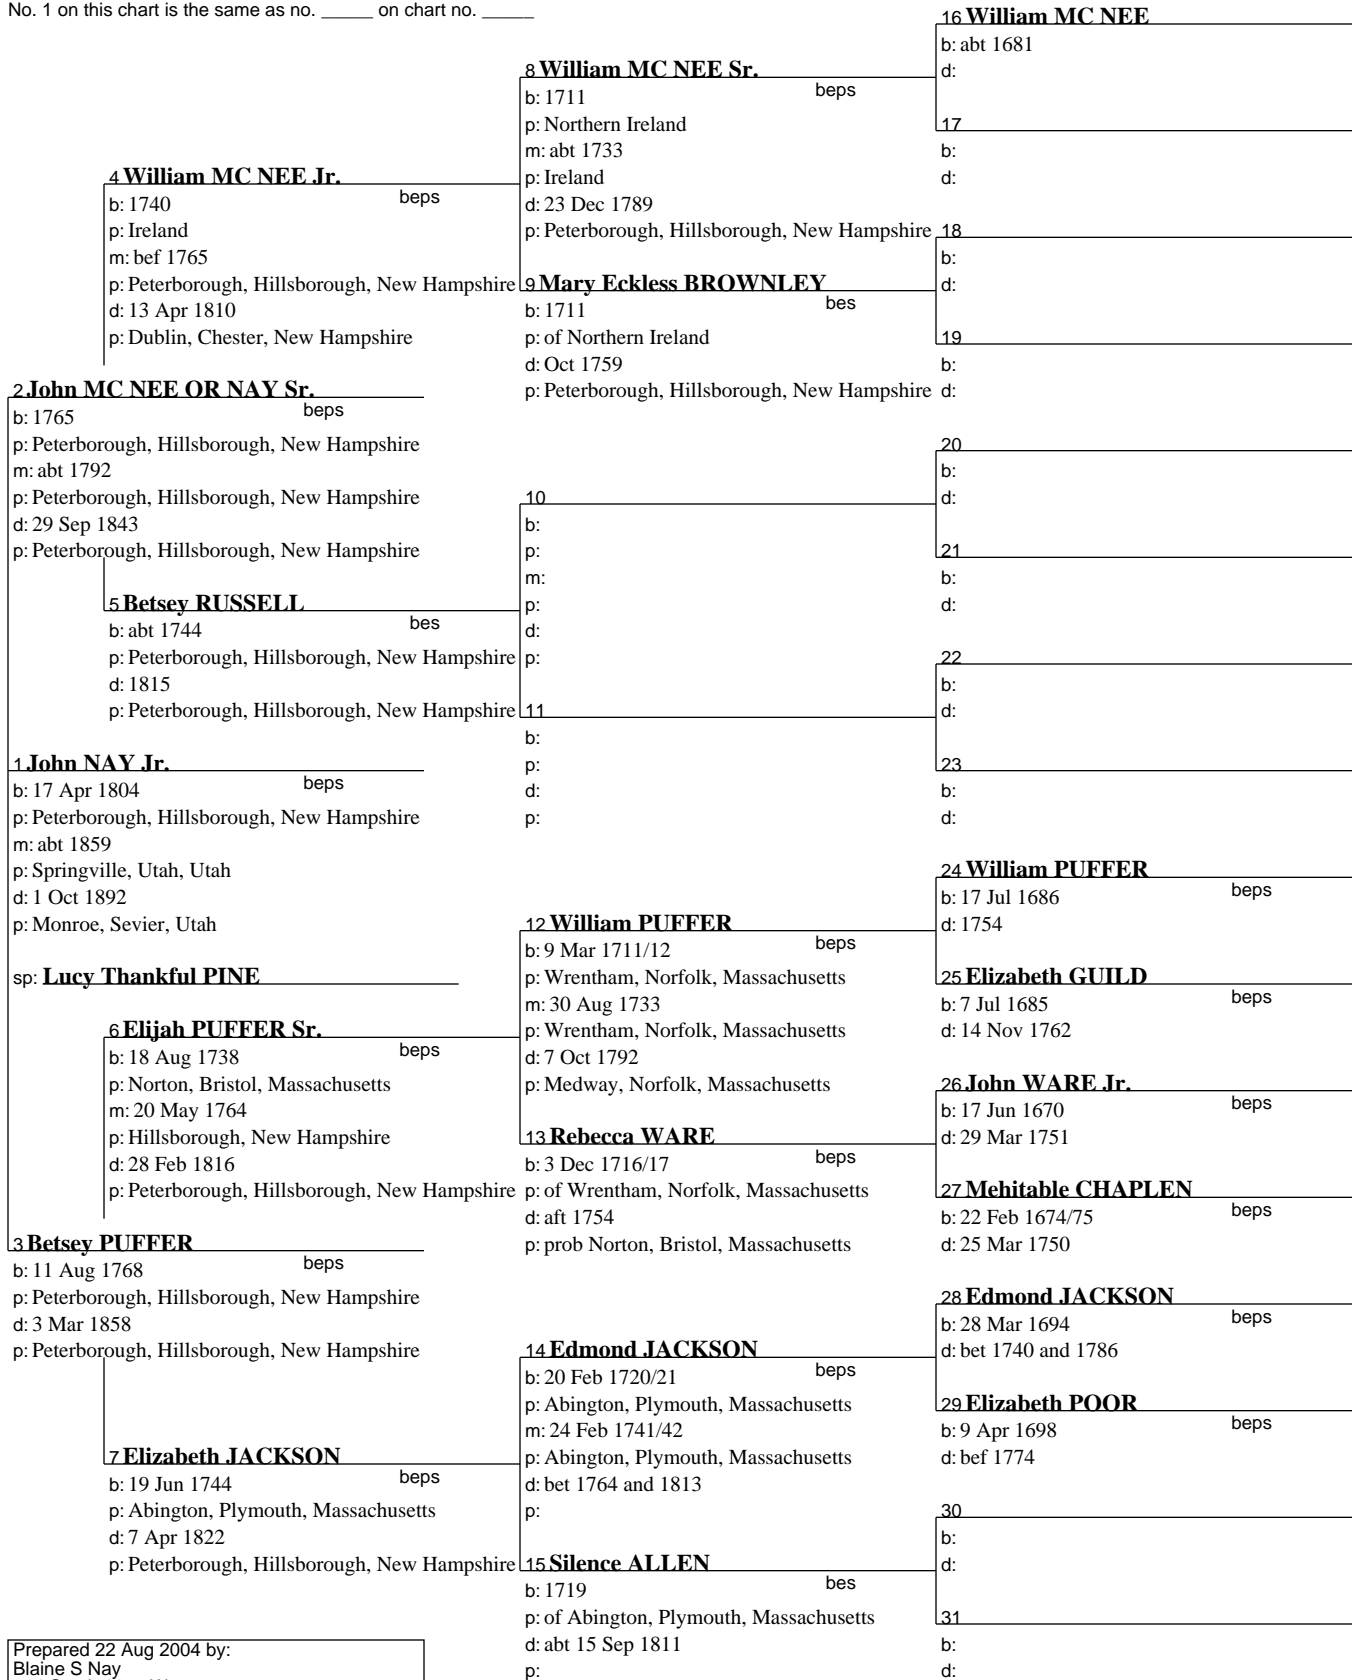 No. 1 on this chart is the same as no. _____ on chart no. _____
16 William MC NEE
b: abt 1681
d:
8 William MC NEE Sr.
beps
b: 1711
p: Northern Ireland
m: abt 1733
p: Ireland
d: 23 Dec 1789
p: Peterborough, Hillsborough, New Hampshire
17
b:
d:
4 William MC NEE Jr.
beps
b: 1740
p: Ireland
m: bef 1765
p: Peterborough, Hillsborough, New Hampshire
d: 13 Apr 1810
p: Dublin, Chester, New Hampshire
18
b:
d:
9 Mary Eckless BROWNLEY
bes
b: 1711
p: of Northern Ireland
d: Oct 1759
p: Peterborough, Hillsborough, New Hampshire
19
b:
d:
2 John MC NEE OR NAY Sr.
beps
b: 1765
p: Peterborough, Hillsborough, New Hampshire
m: abt 1792
p: Peterborough, Hillsborough, New Hampshire
d: 29 Sep 1843
p: Peterborough, Hillsborough, New Hampshire
20
b:
d:
10
b:
p:
m:
p:
d:
p:
21
b:
d:
5 Betsey RUSSELL
bes
b: abt 1744
p: Peterborough, Hillsborough, New Hampshire
d: 1815
p: Peterborough, Hillsborough, New Hampshire
22
b:
d:
11
b:
p:
d:
p:
23
b:
d:
1 John NAY Jr.
beps
b: 17 Apr 1804
p: Peterborough, Hillsborough, New Hampshire
m: abt 1859
p: Springville, Utah, Utah
d: 1 Oct 1892
p: Monroe, Sevier, Utah
sp: Lucy Thankful PINE
24 William PUFFER
beps
b: 17 Jul 1686
d: 1754
12 William PUFFER
beps
b: 9 Mar 1711/12
p: Wrentham, Norfolk, Massachusetts
m: 30 Aug 1733
p: Wrentham, Norfolk, Massachusetts
d: 7 Oct 1792
p: Medway, Norfolk, Massachusetts
25 Elizabeth GUILD
beps
b: 7 Jul 1685
d: 14 Nov 1762
6 Elijah PUFFER Sr.
beps
b: 18 Aug 1738
p: Norton, Bristol, Massachusetts
m: 20 May 1764
p: Hillsborough, New Hampshire
d: 28 Feb 1816
p: Peterborough, Hillsborough, New Hampshire
26 John WARE Jr.
beps
b: 17 Jun 1670
d: 29 Mar 1751
13 Rebecca WARE
beps
b: 3 Dec 1716/17
p: of Wrentham, Norfolk, Massachusetts
d: aft 1754
p: prob Norton, Bristol, Massachusetts
27 Mehitable CHAPLEN
beps
b: 22 Feb 1674/75
d: 25 Mar 1750
3 Betsey PUFFER
beps
b: 11 Aug 1768
p: Peterborough, Hillsborough, New Hampshire
d: 3 Mar 1858
p: Peterborough, Hillsborough, New Hampshire
28 Edmond JACKSON
beps
b: 28 Mar 1694
d: bet 1740 and 1786
14 Edmond JACKSON
beps
b: 20 Feb 1720/21
p: Abington, Plymouth, Massachusetts
m: 24 Feb 1741/42
p: Abington, Plymouth, Massachusetts
d: bet 1764 and 1813
p:
29 Elizabeth POOR
beps
b: 9 Apr 1698
d: bef 1774
7 Elizabeth JACKSON
beps
b: 19 Jun 1744
p: Abington, Plymouth, Massachusetts
d: 7 Apr 1822
p: Peterborough, Hillsborough, New Hampshire
30
b:
d:
15 Silence ALLEN
bes
b: 1719
p: of Abington, Plymouth, Massachusetts
d: abt 15 Sep 1811
p:
31
b:
d:
Prepared 22 Aug 2004 by:
Blaine S Nay